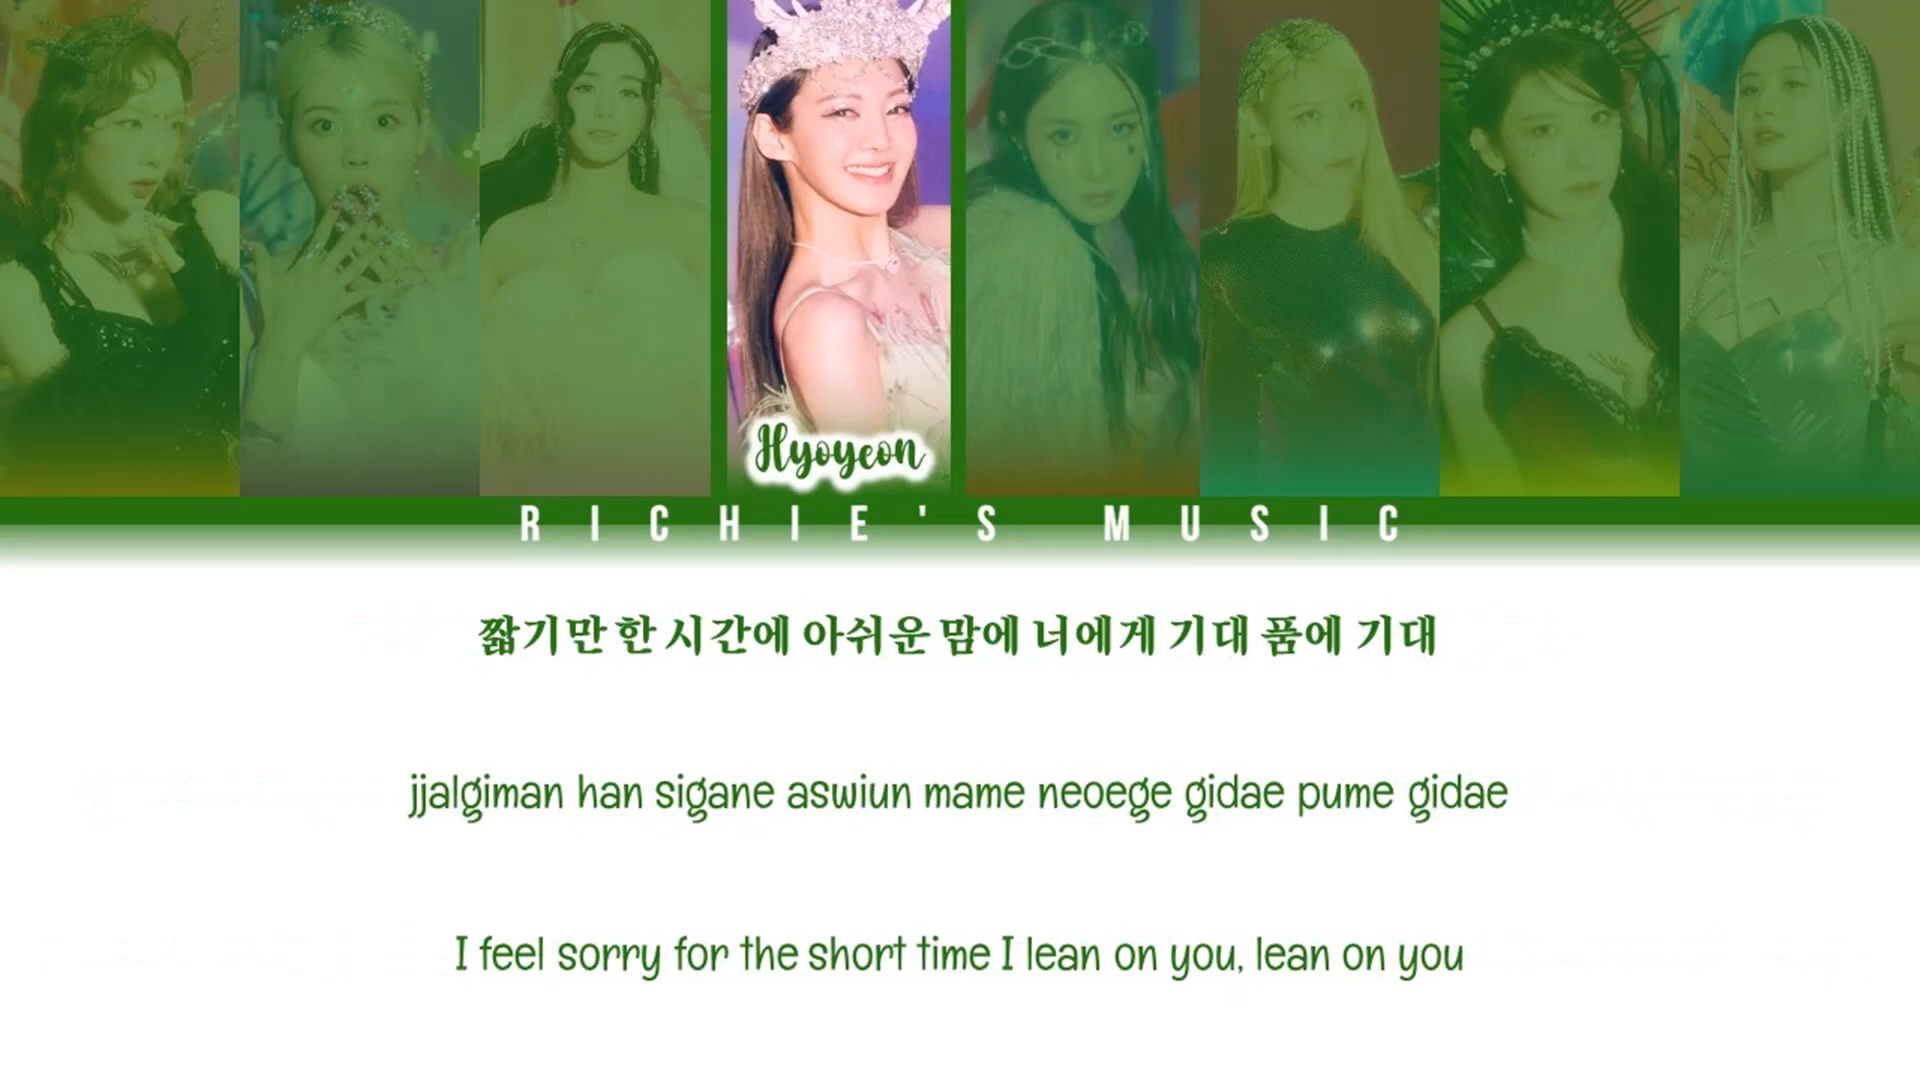 Hyoyeon
RICHIE'S MUSIC
짧기만 한 시간에 아쉬운 맘에 너에게 기대 품에 기대
jjalgiman han sigane aswiun mame neoege gidae pume gidae
I feel sorry for the short time I lean on you, lean on you